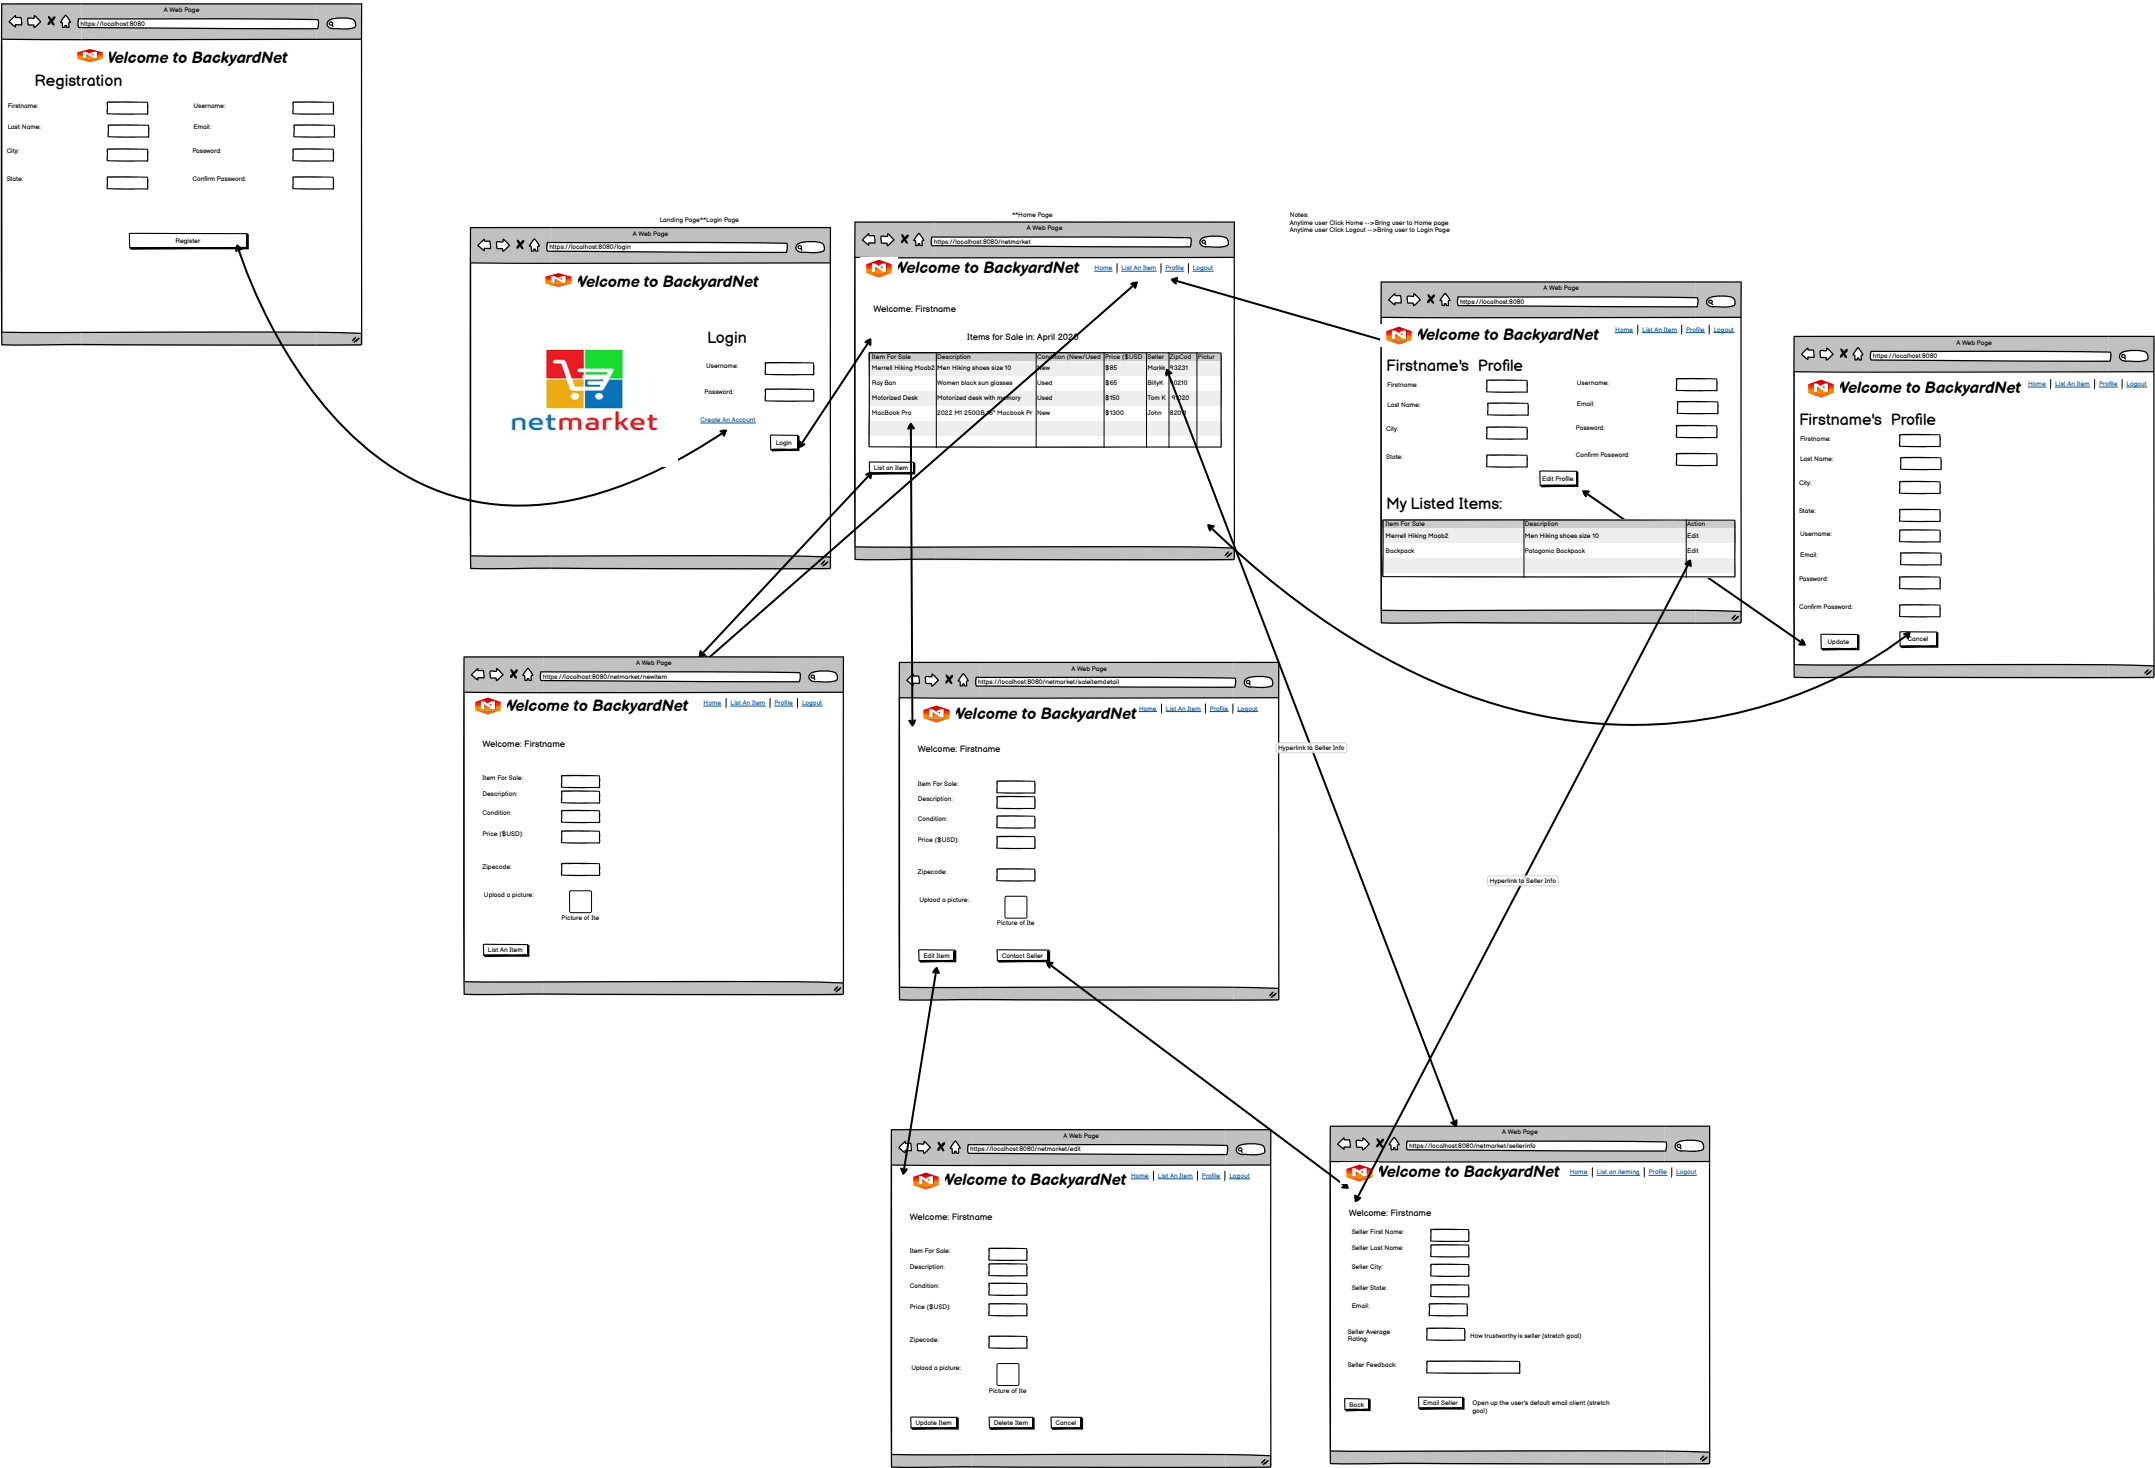 A Web Page
https://localhost:8080
Welcome to BackyardNet
Registration
Firstname:
Username:
Last Name:
Email:
City:
Password:
State:
Confirm Password:
Register
Landing Page**Login Page
A Web Page
https://localhost:8080/login
Welcome to BackyardNet
Login
Username:
Password:
Create An Account
Login
netmarket
**Home Page
A Web Page
https://localhost:8080/netmarket
Welcome to BackyardNet
Home | List An Item | Profile | Logout
Welcome: Firstname
Items for Sale in: April 2020
Item For Sale Description Condition (New/Used Price ($USD Seller ZipCod Pictur
Merrell Hiking Moab2 Men Hiking shoes size 10 New $85 Markk 93231
Ray Ban Women black sun glasses Used $65 BillyK 90210
Motorized Desk Motorized desk with memory Used $150 Tom K 91020
MacBook Pro 2022 M1 250GB 16" Macbook Pr New $1300 John
List an Item
Notes:
Anytime user Click Home -->Bring user to Home page
Anytime user Click Logout -->Bring user to Login Page
A Web Page
https://localhost:8080
Welcome to BackyardNet
Home | List An Item | Profile | Logout
Firstname's Profile
Firstname:
Username:
Last Name:
Email:
City:
Password:
State:
Confirm Password:
Edit Profile
My Listed Items:
Item For Sale Description Action
Merrell Hiking Moab2 Men Hiking shoes size 10 Edit
Backpack Patagonia Backpack Edit
A Web Page
https://localhost:8080
Welcome to BackyardNet
Home | List An Item | Profile | Logout
Firstname's Profile
Firstname:
Last Name:
City:
State:
Username:
Email:
Password:
Confirm Password:
Update
Cancel
A Web Page
https://localhost:8080/netmarket/newitem
Welcome to BackyardNet
Home | List An Item | Profile | Logout
Welcome: Firstname
Item For Sale:
Description:
Condition:
Price ($USD):
Zipecode:
Upload a picture:
Picture of Ite
List An Item
A Web Page
https://localhost:8080/netmarket/saleitemdetail
Welcome to BackyardNet
Home | List An Item | Profile | Logout
Welcome: Firstname
Item For Sale:
Description:
Condition:
Price ($USD):
Zipecode:
Upload a picture:
Picture of Ite
Edit Item
Contact Seller
Hyperlink to Seller Info
Hyperlink to Seller Info
A Web Page
https://localhost:8080/netmarket/edit
Welcome to BackyardNet
Home | List An Item | Profile | Logout
Welcome: Firstname
Item For Sale:
Description:
Condition:
Price ($USD):
Zipecode:
Upload a picture:
Picture of Ite
Update Item
Delete Item
Cancel
A Web Page
https://localhost:8080/netmarket/sellerinfo
Welcome to BackyardNet
Home | List an iteming | Profile | Logout
Welcome: Firstname
Seller First Name:
Seller Last Name:
Seller City:
Seller State:
Email:
Seller Average
Rating:
How trustworthy is seller (stretch goal)
Seller Feedback:
Back
Email Seller
Open up the user's default email client (stretch
goal)